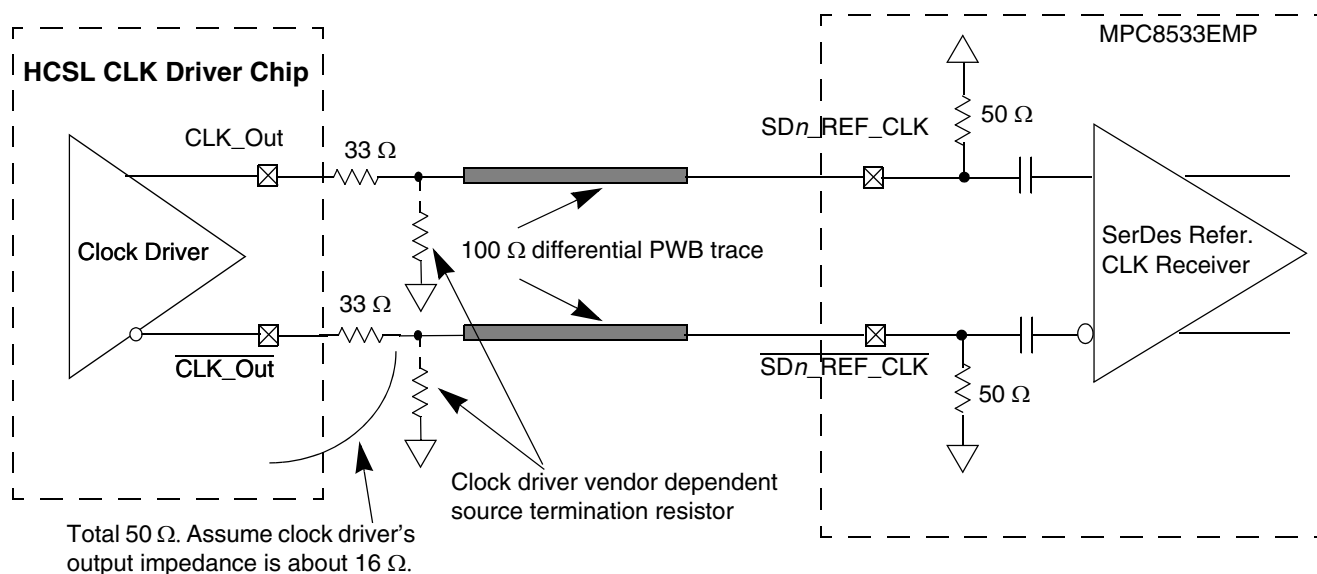 MPC8533EMP
HCSL CLK Driver Chip
50 Ω
CLK_Out
SDn_REF_CLK
33 Ω
Clock Driver
100 Ω differential PWB trace
SerDes Refer.
CLK Receiver
33 Ω
CLK_Out
SDn_REF_CLK
50 Ω
Clock driver vendor dependent
source termination resistor
Total 50 Ω. Assume clock driver's
output impedance is about 16 Ω.